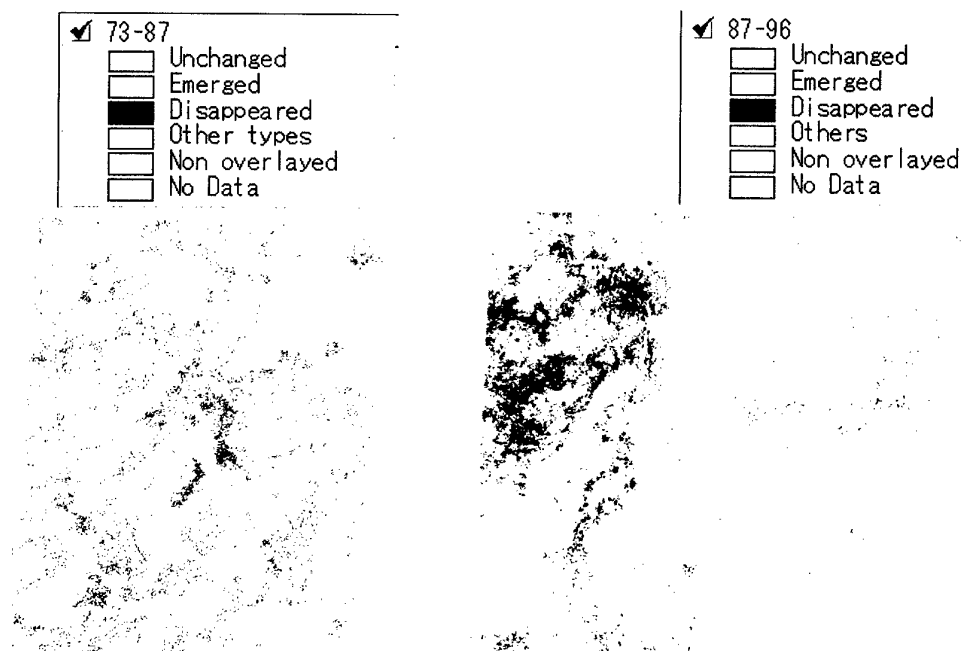 73-87
Unchanged
Emerged
Disappeared
Other types
Non overlayed
No Data
87-96
Unchanged
Emerged
Disappeared
Others
Non overlayed
No Data